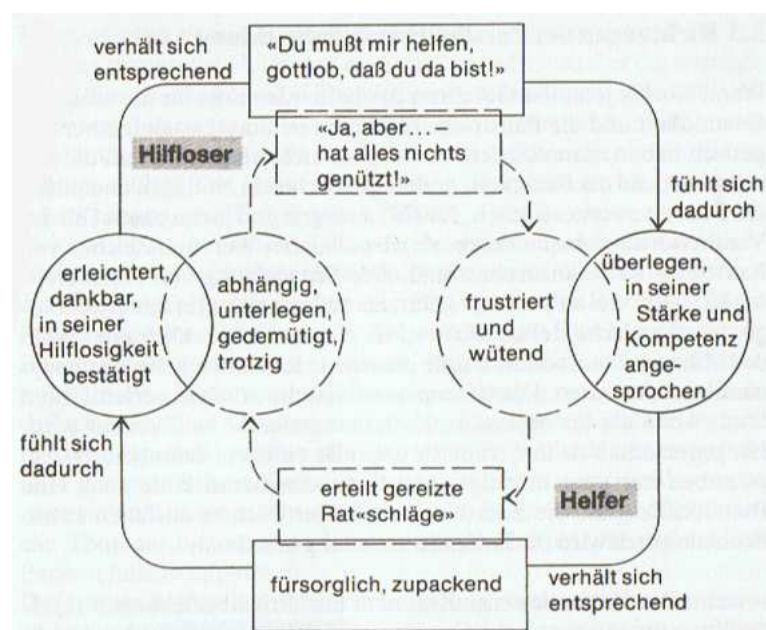 verhält sich
entsprechend
«Du mußt mir helfen,
gottlob, daß du da bist!»
«Ja, aber...–
hat alles nichts
genützt!»
Hilfloser
fühlt sich
dadurch
erleichtert,
dankbar,
in seiner
Hilflosigkeit
bestätigt
abhängig,
unterlegen,
gedemütigt,
trotzig
frustriert
und
wütend
überlegen,
in seiner
Stärke und
Kompetenz
ange-
sprochen
fühlt sich
dadurch
erteilt gereizte
Rat-schläge»
Helfer
fürsorglich, zupackend
verhält sich
entsprechend